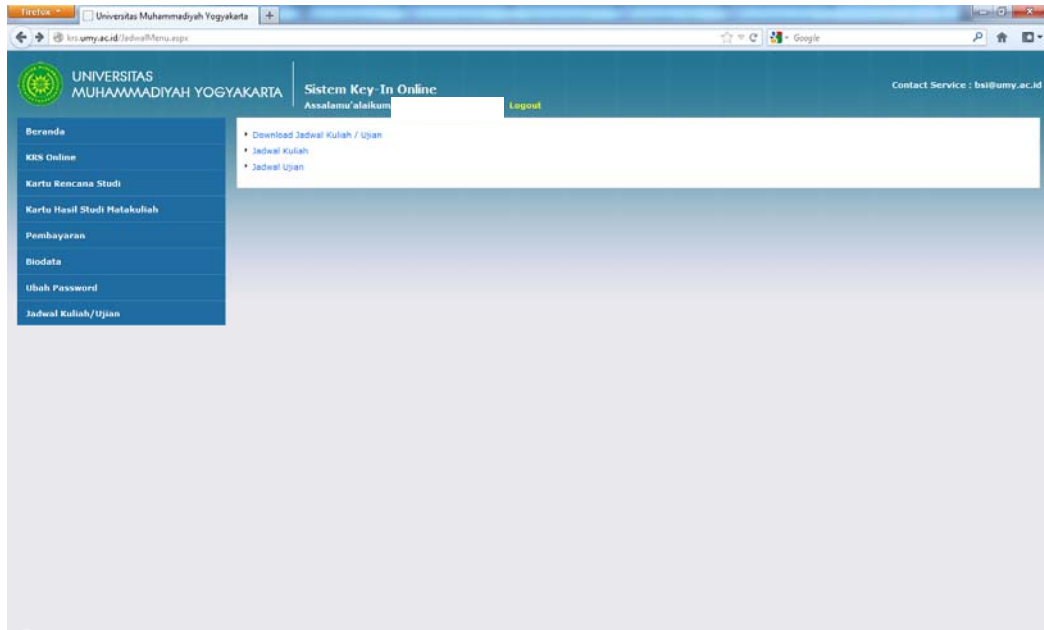 Firefox
Universitas Muhammadiyah Yogyakarta
+
krs.umy.ac.id/JadwalMenu.aspx
Google
UNIVERSITAS
MUHAMMADIYAH YOGYAKARTA
Sistem Key-In Online
Assalamu'alaikum
Logout
Contact Service : bsi@umy.ac.id
Beranda
KRS Online
Kartu Rencana Studi
Kartu Hasil Studi Matakuliah
Pembayaran
Biodata
Ubah Password
Jadwal Kuliah/Ujian
• Download Jadwal Kuliah / Ujian
• Jadwal Kuliah
• Jadwal Ujian